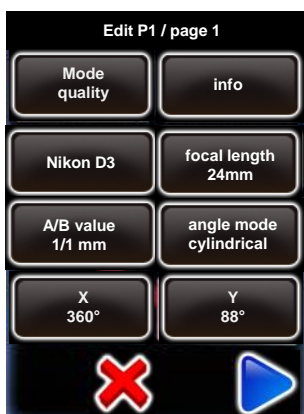 Edit P1 / page 1
Mode
quality
info
Nikon D3
focal length
24mm
A/B value
1/1 mm
angle mode
cylindrical
X
360°
Y
88°